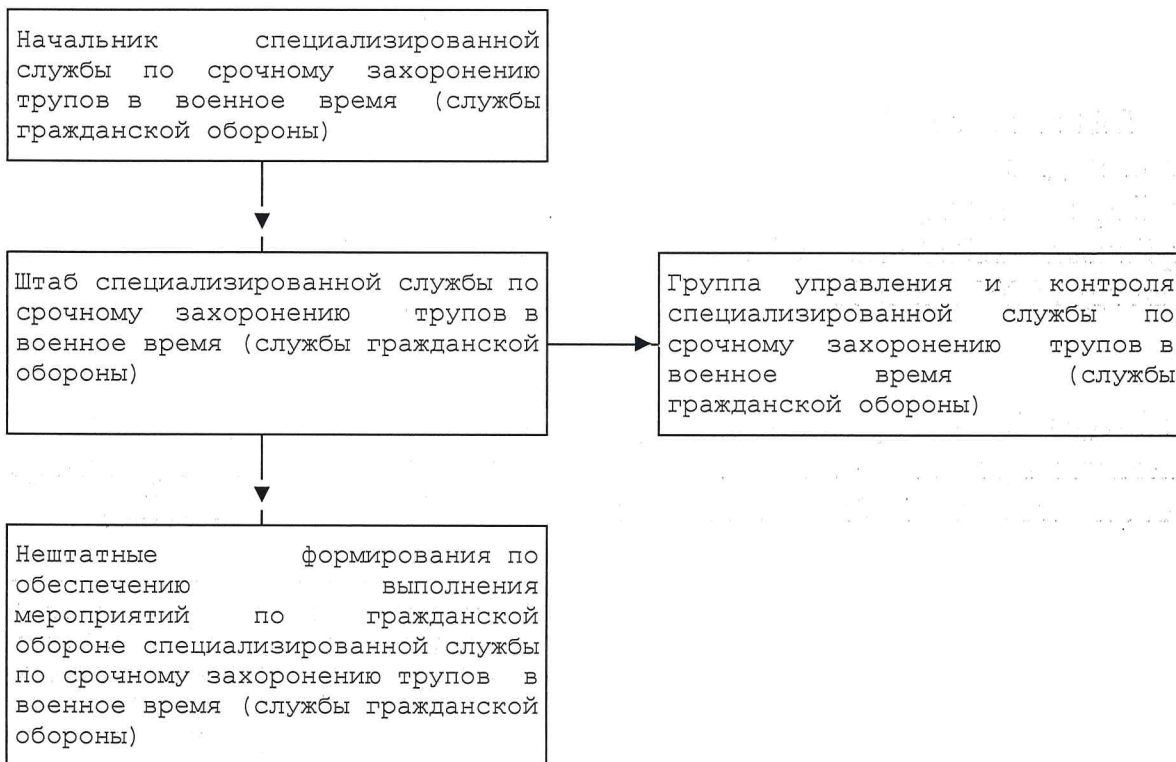 Начальник специализированной
службы по срочному захоронению
трупов в военное время (службы
гражданской обороны)
Штаб специализированной службы по
срочному захоронению трупов в
военное время (службы гражданской
обороны)
Группа управления и контроля
специализированной службы по
срочному захоронению трупов в
военное время (службы
гражданской обороны)
Нештатные формирования по
обеспечению выполнения
мероприятий по гражданской
обороне специализированной службы
по срочному захоронению трупов в
военное время (службы гражданской
обороны)